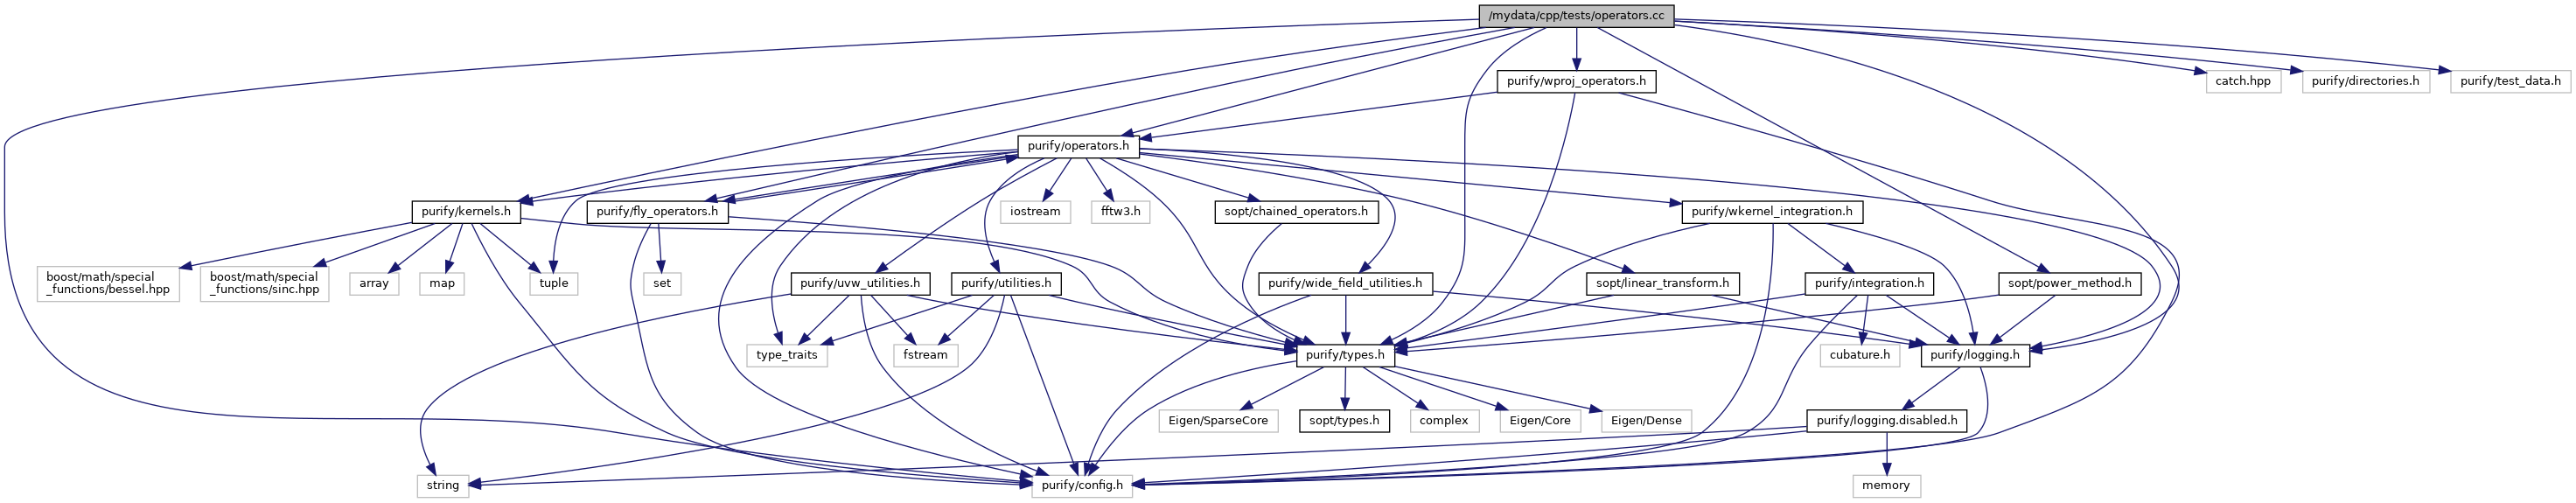 /mydata/cpp/tests/operators.cc
purify/wproj_operators.h
catch.hpp
purify/directories.h
purify/test_data.h
purify/operators.h
purify/kernels.h
purify/fly_operators.h
iostream
fftw3.h
sopt/chained_operators.h
purify/wkernel_integration.h
boost/math/special
_functions/bessel.hpp
boost/math/special
_functions/sinc.hpp
array
map
tuple
set
purify/uvw_utilities.h
purify/utilities.h
purify/wide_field_utilities.h
sopt/linear_transform.h
purify/integration.h
sopt/power_method.h
type_traits
fstream
purify/types.h
cubature.h
purify/logging.h
Eigen/SparseCore
sopt/types.h
complex
Eigen/Core
Eigen/Dense
purify/logging.disabled.h
string
purify/config.h
memory